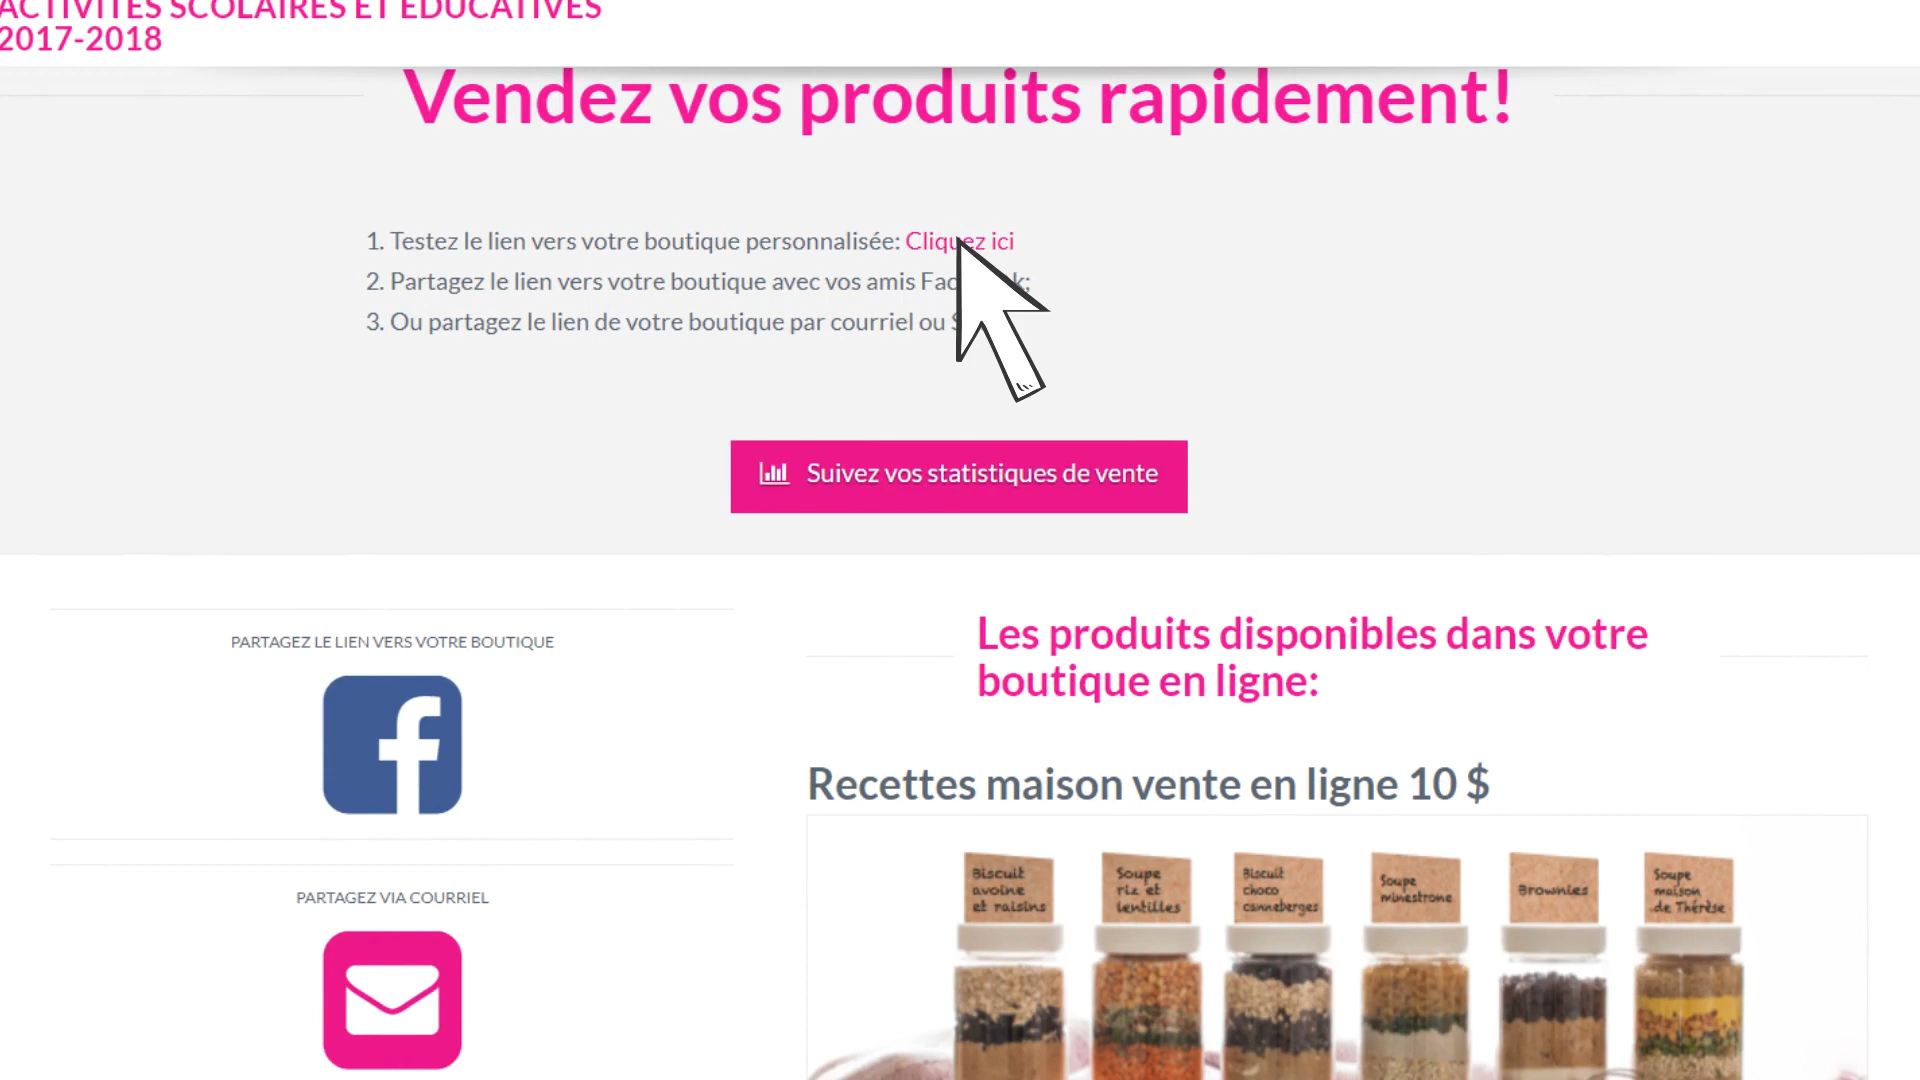 ACTIVITÉS SCOLAIRES ET ÉDUCATIVES
2017-2018
Vendez vos produits rapidement!
1. Testez le lien vers votre boutique personnalisée: Cliquez ici
2. Partagez le lien vers votre boutique avec vos amis
3. Ou partagez le lien de votre boutique par courriel ou
Suivez vos statistiques de vente
PARTAGEZ LE LIEN VERS VOTRE BOUTIQUE
Les produits disponibles dans votre
boutique en ligne:
Recettes maison vente en ligne 10 $
Biscuit
avoine
et raisins
Soupe
riz et
lentilles
Biscuit
choco
canneberges
Soupe
minestrone
Brownies
Soupe
maison
de Thérèse
PARTAGEZ VIA COURRIEL